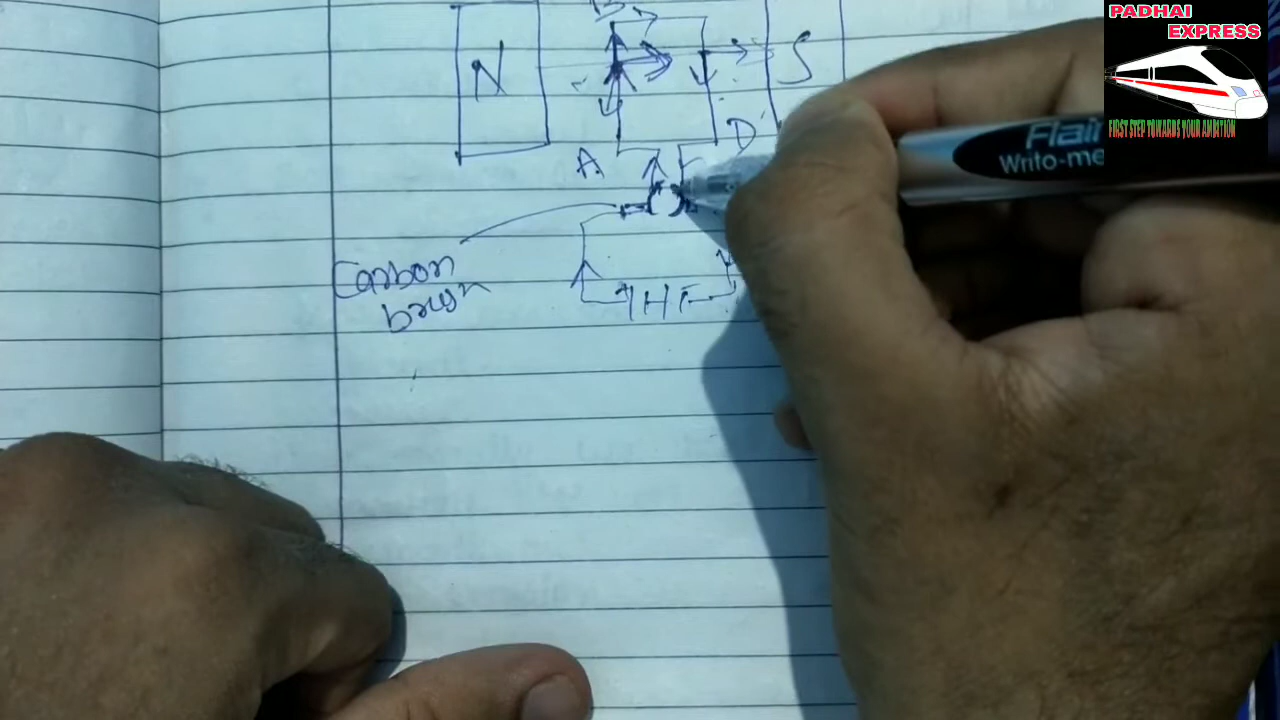 PADHAI
EXPRESS
FIRST STEP TOWARDS YOUR AMBITION
B
N
S
D
A
Flair
Writo-me
Carbon
brush